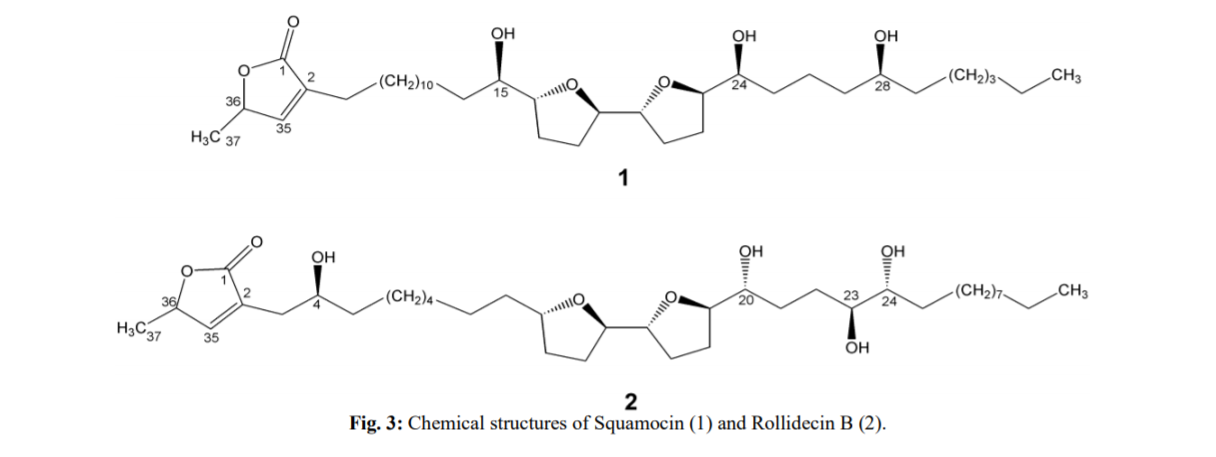 O
OH
OH
OH
O
1
2
(CH₂)₁₀
15
O
O
24
28
(CH₂)₃
CH₃
36
35
H₃C 37
1
O
OH
OH
OH
O
1
2
4
(CH₂)₄
O
O
20
23
24
(CH₂)₇
CH₃
36
35
H₃C 37
OH
2
Fig. 3: Chemical structures of Squamocin (1) and Rollidecin B (2).